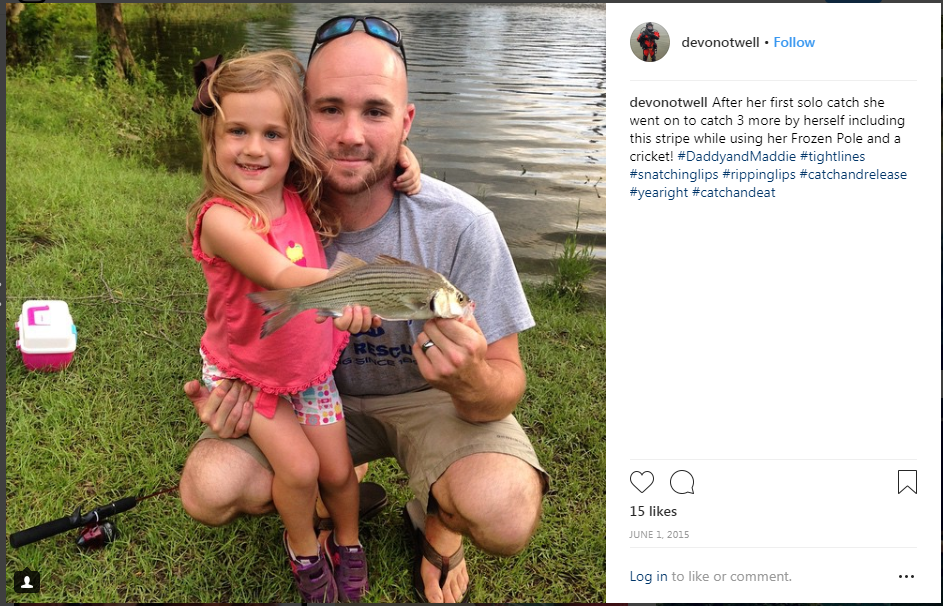 devonotwell • Follow
devonotwell After her first solo catch she
went on to catch 3 more by herself including
this stripe while using her Frozen Pole and a
cricket! #DaddyandMaddie #tightlines
#snatchinglips #rippinglips #catchandrelease
#yearight #catchandeat
15 likes
JUNE 1, 2015
Log in to like or comment.